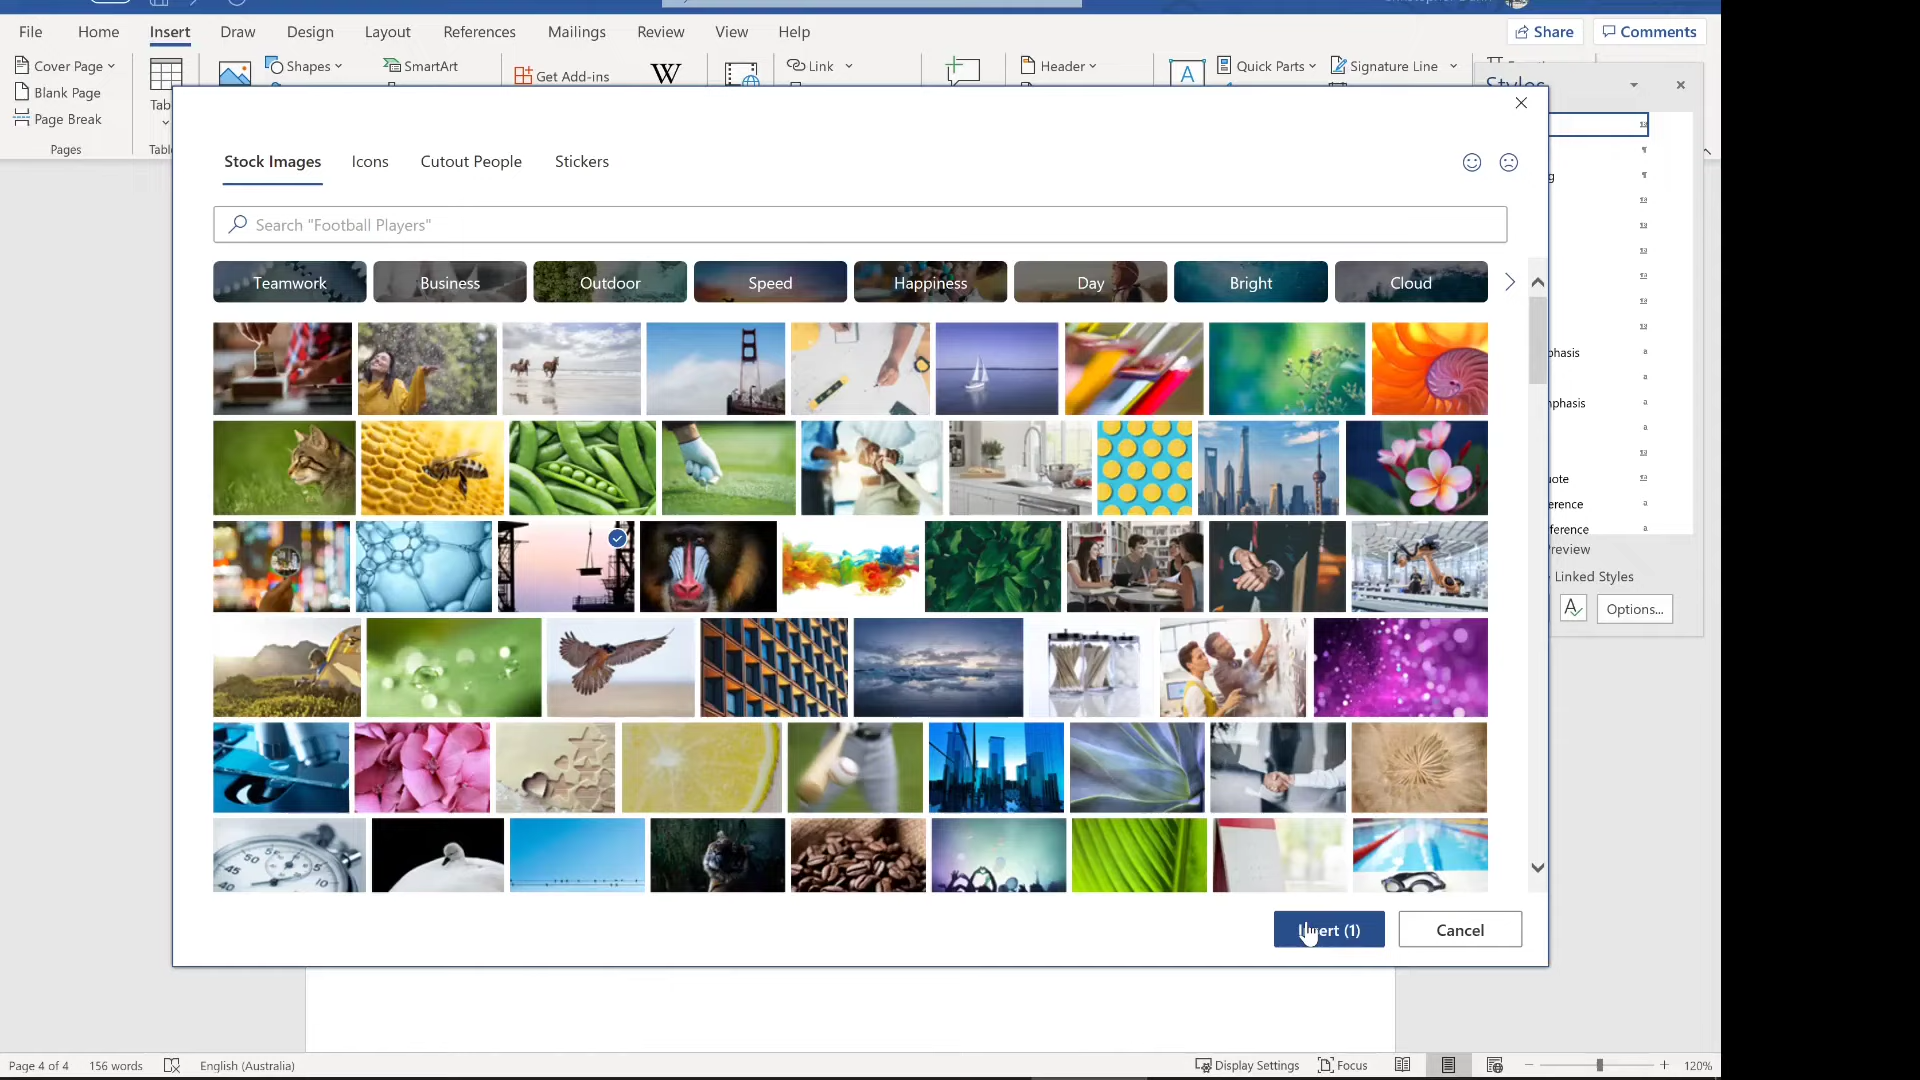 File Home Insert Draw Design Layout References Mailings Review View Help Share Comments
Cover Page Shapes SmartArt Get Add-ins W Link Header A Quick Parts Signature Line
Blank Page
Page Break
Pages
Styles
Stock Images Icons Cutout People Stickers
Search "Football Players"
Teamwork Business Outdoor Speed Happiness Day Bright Cloud
Linked Styles
Options...
Insert (1) Cancel
Page 4 of 4 156 words English (Australia) Display Settings Focus 120%